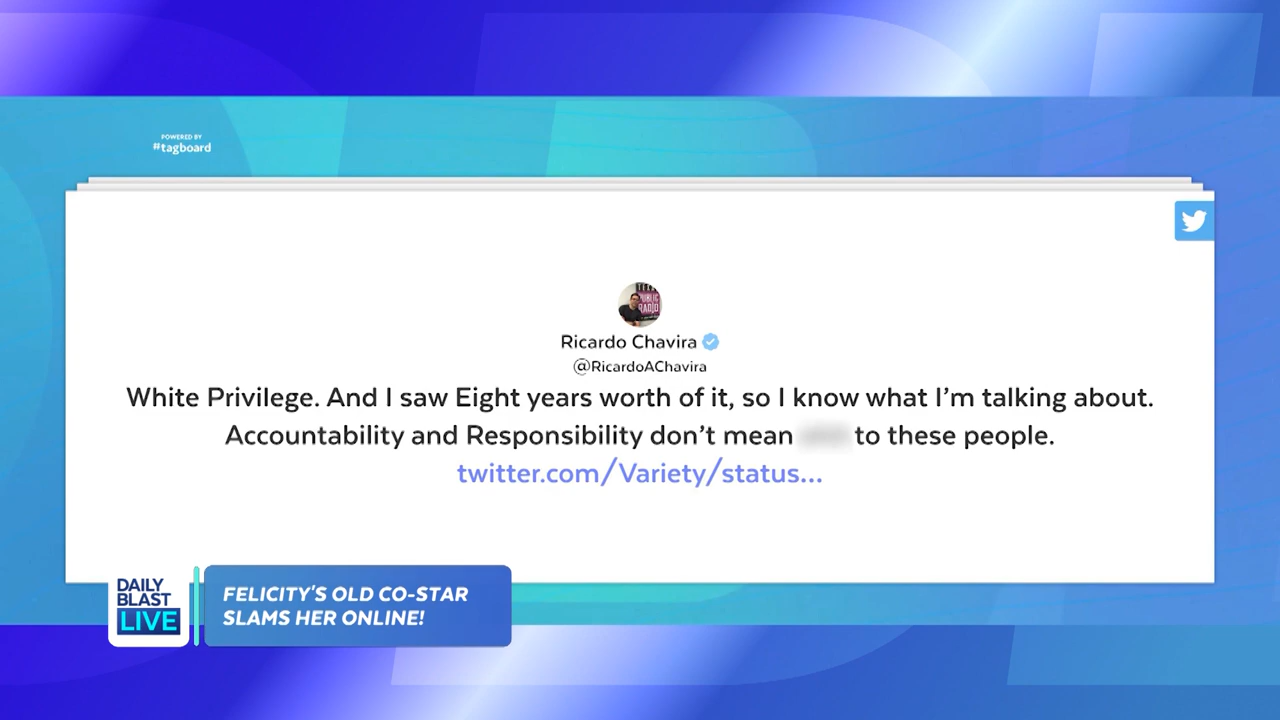 POWERED BY
#tagboard
Ricardo Chavira
@RicardoAChavira
White Privilege. And I saw Eight years worth of it, so I know what I'm talking about.
Accountability and Responsibility don't mean to these people.
twitter.com/Variety/status...
DAILY
BLAST
LIVE
FELICITY'S OLD CO-STAR
SLAMS HER ONLINE!